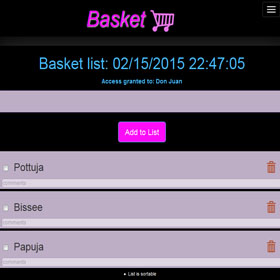 Basket
Basket list: 02/15/2015 22:47:05
Access granted to: Don Juan
Add to List
Pottuja
comments
Bissee
comments
Papuja
comments
• List is sortable